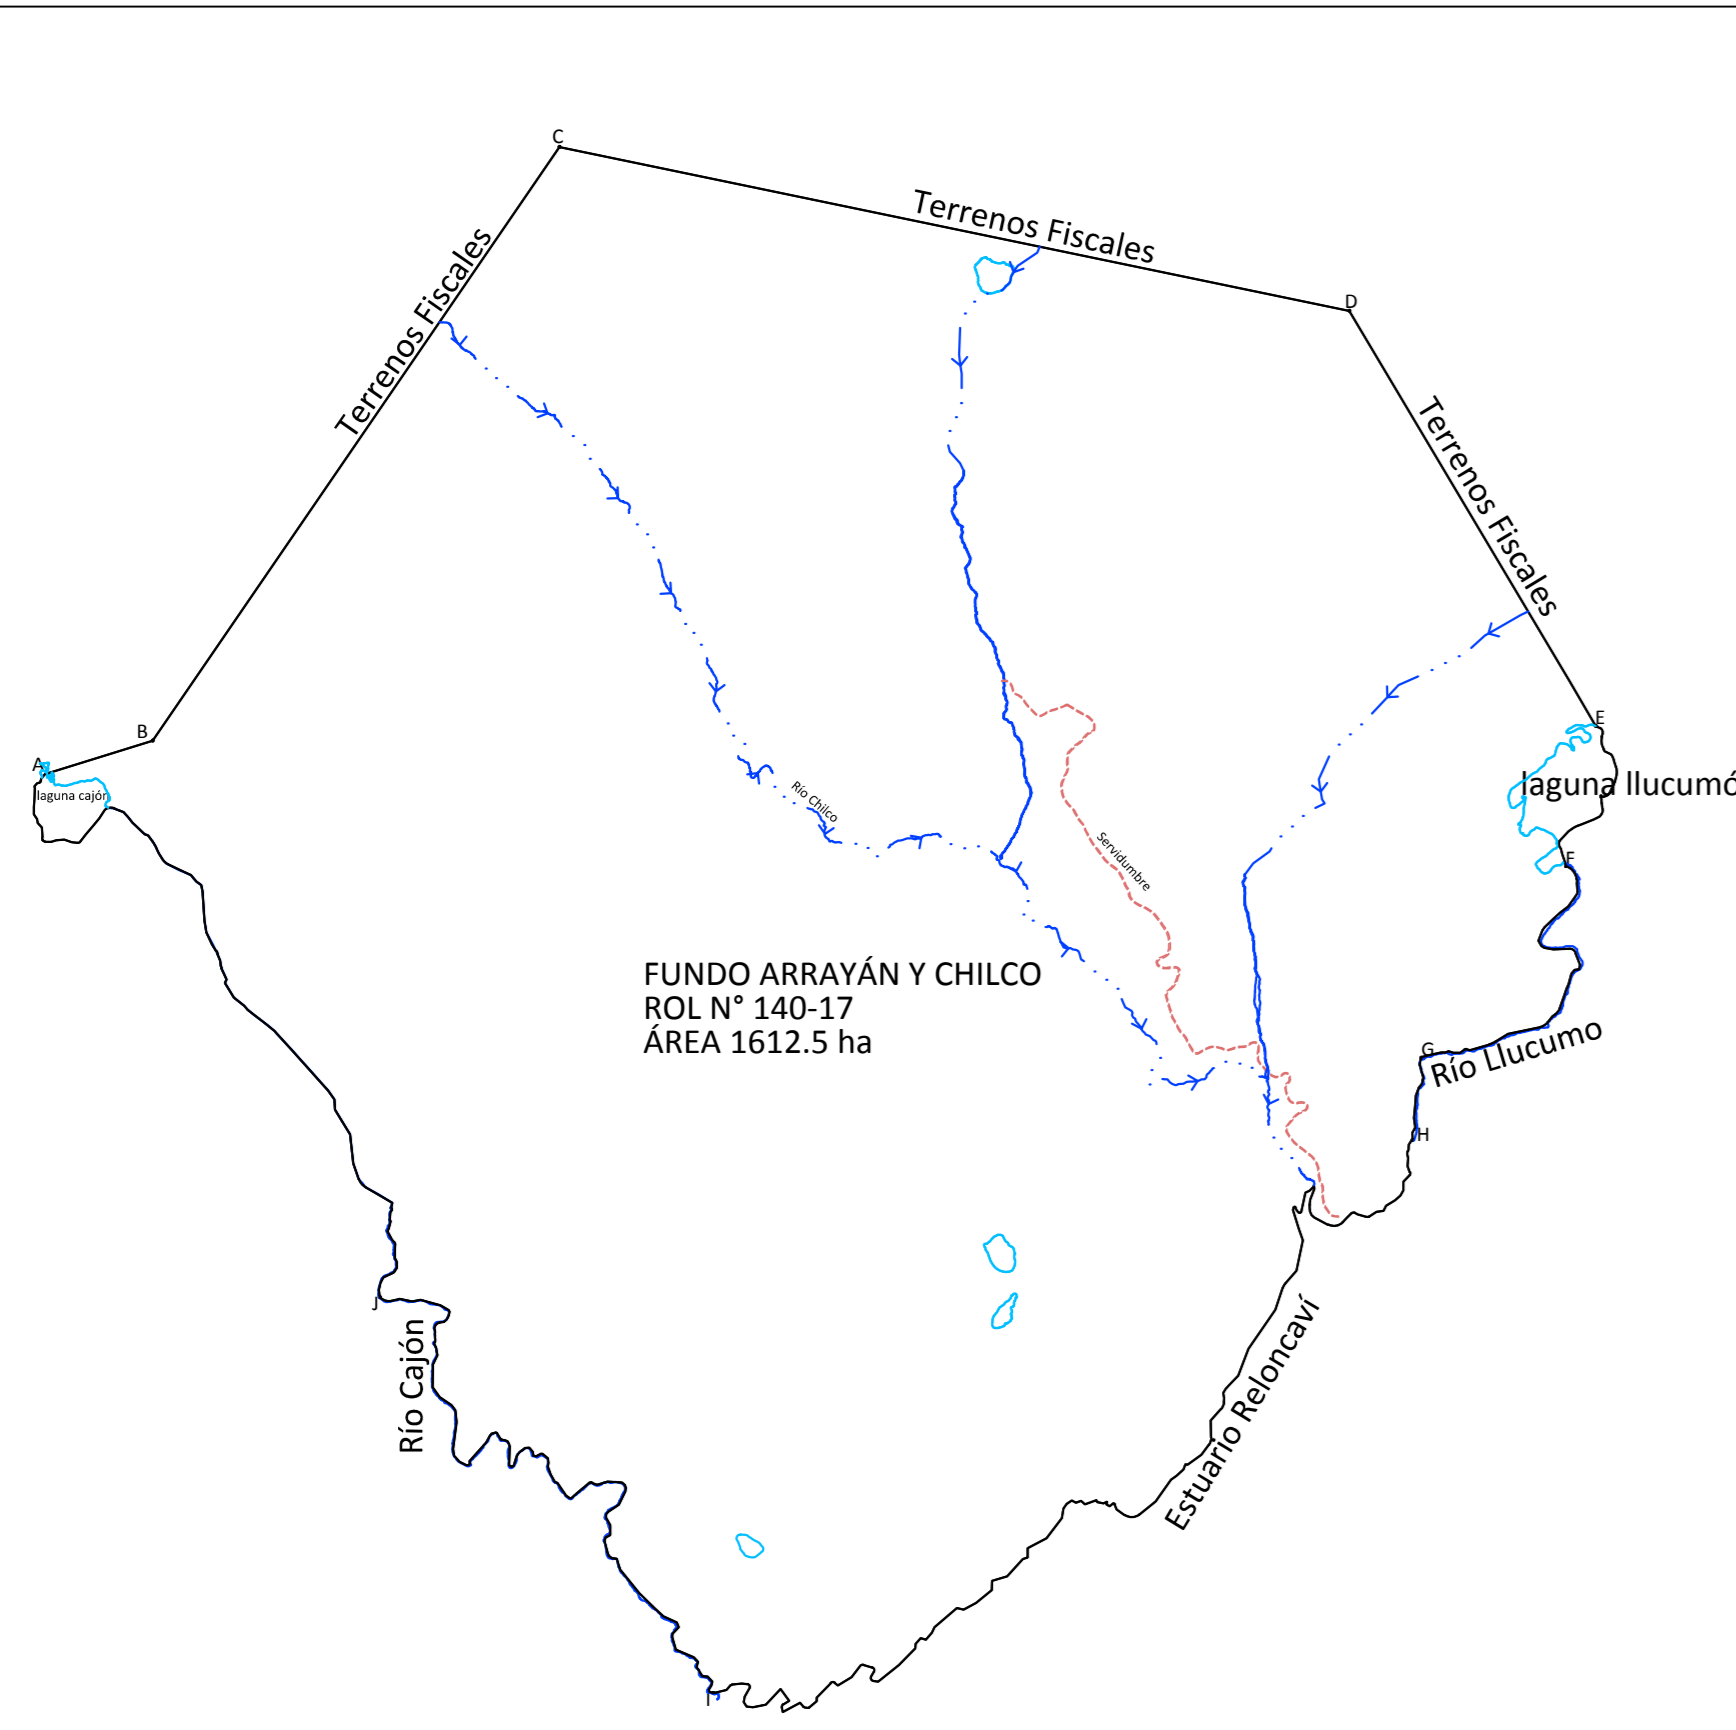 C
Terrenos Fiscales
D
Terrenos Fiscales
Terrenos Fiscales
E
B
A
laguna cajón
laguna llucumó
Río Chilco
Servidumbre
F
FUNDO ARRAYÁN Y CHILCO
ROL N° 140-17
ÁREA 1612.5 ha
G
Río Llucumo
H
J
Río Cajón
Estuario Reloncaví
I